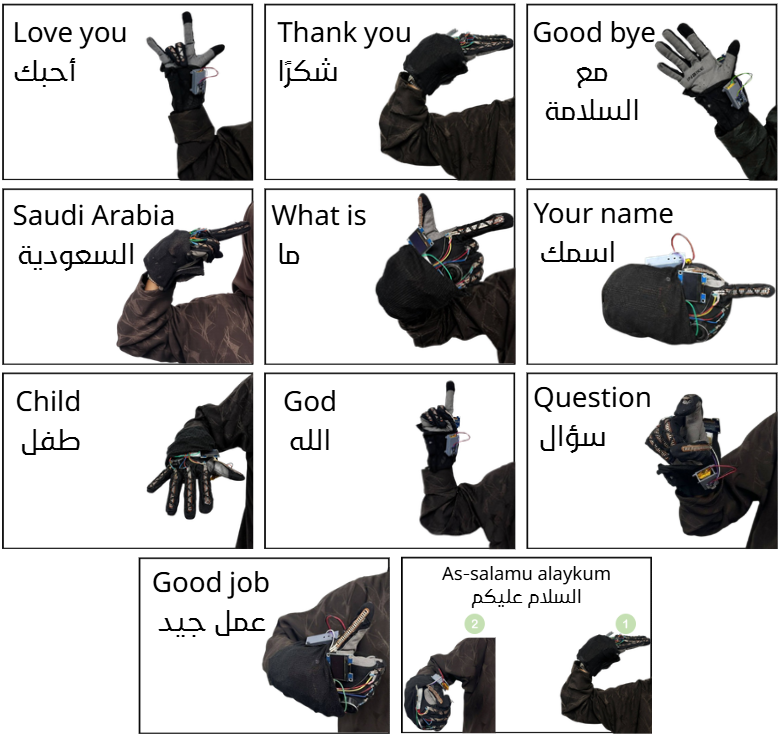 Love you
أحبك
Thank you
شكرًا
Good bye
مع
السلامة
Saudi Arabia
السعودية
What is
ما
Your name
اسمك
Child
طفل
God
الله
Question
سؤال
Good job
عمل جيد
As-salamu alaykum
السلام عليكم
2
1